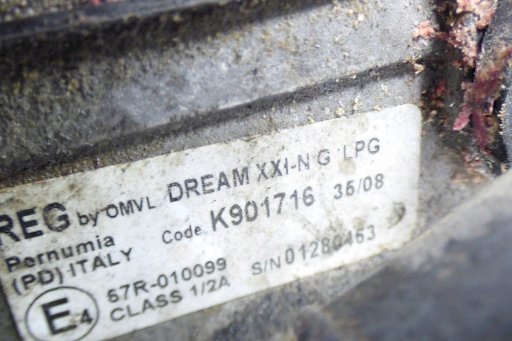 REG by OMVL DREAM XXI-N G LPG
Pernumia Code K901716 35/08
(PD) ITALY
E4 67R-010099 S/N 01280463
CLASS 1/2A